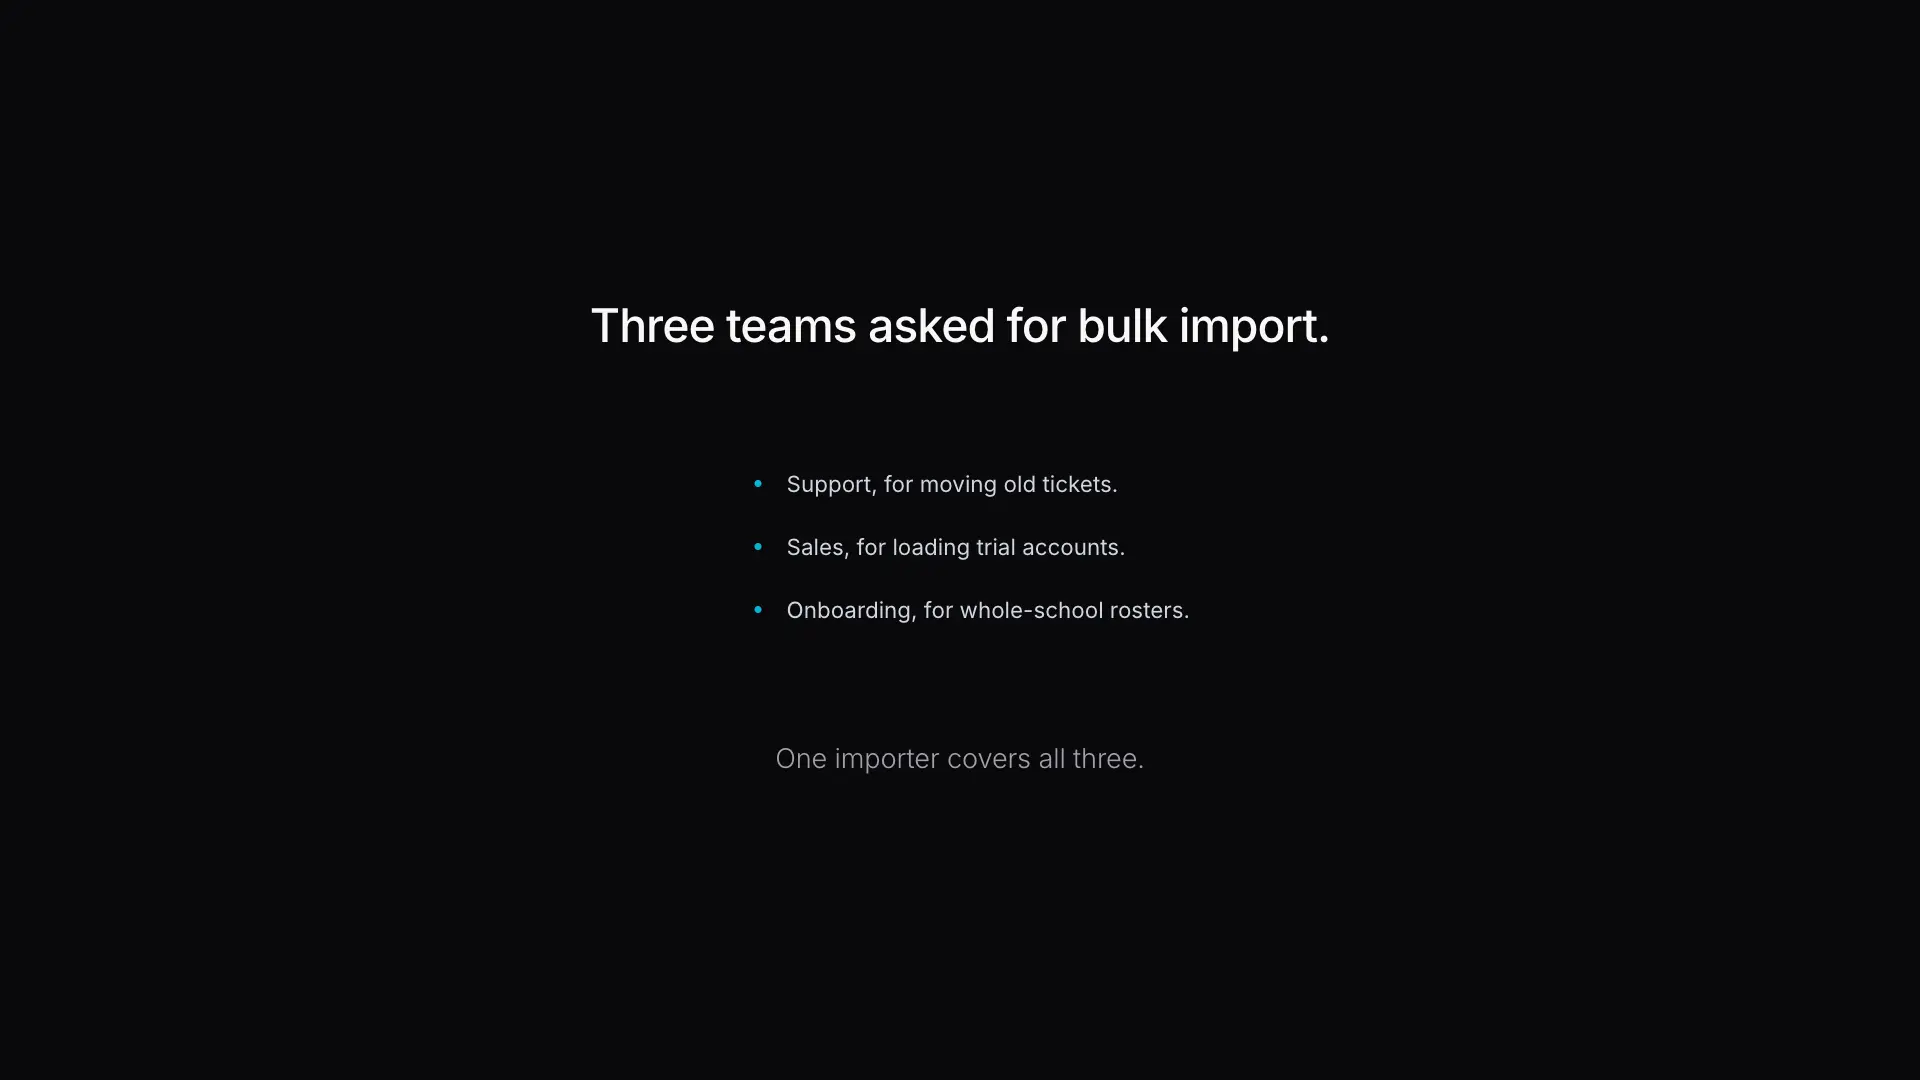 Three teams asked for bulk import.
• Support, for moving old tickets.
• Sales, for loading trial accounts.
• Onboarding, for whole-school rosters.
One importer covers all three.